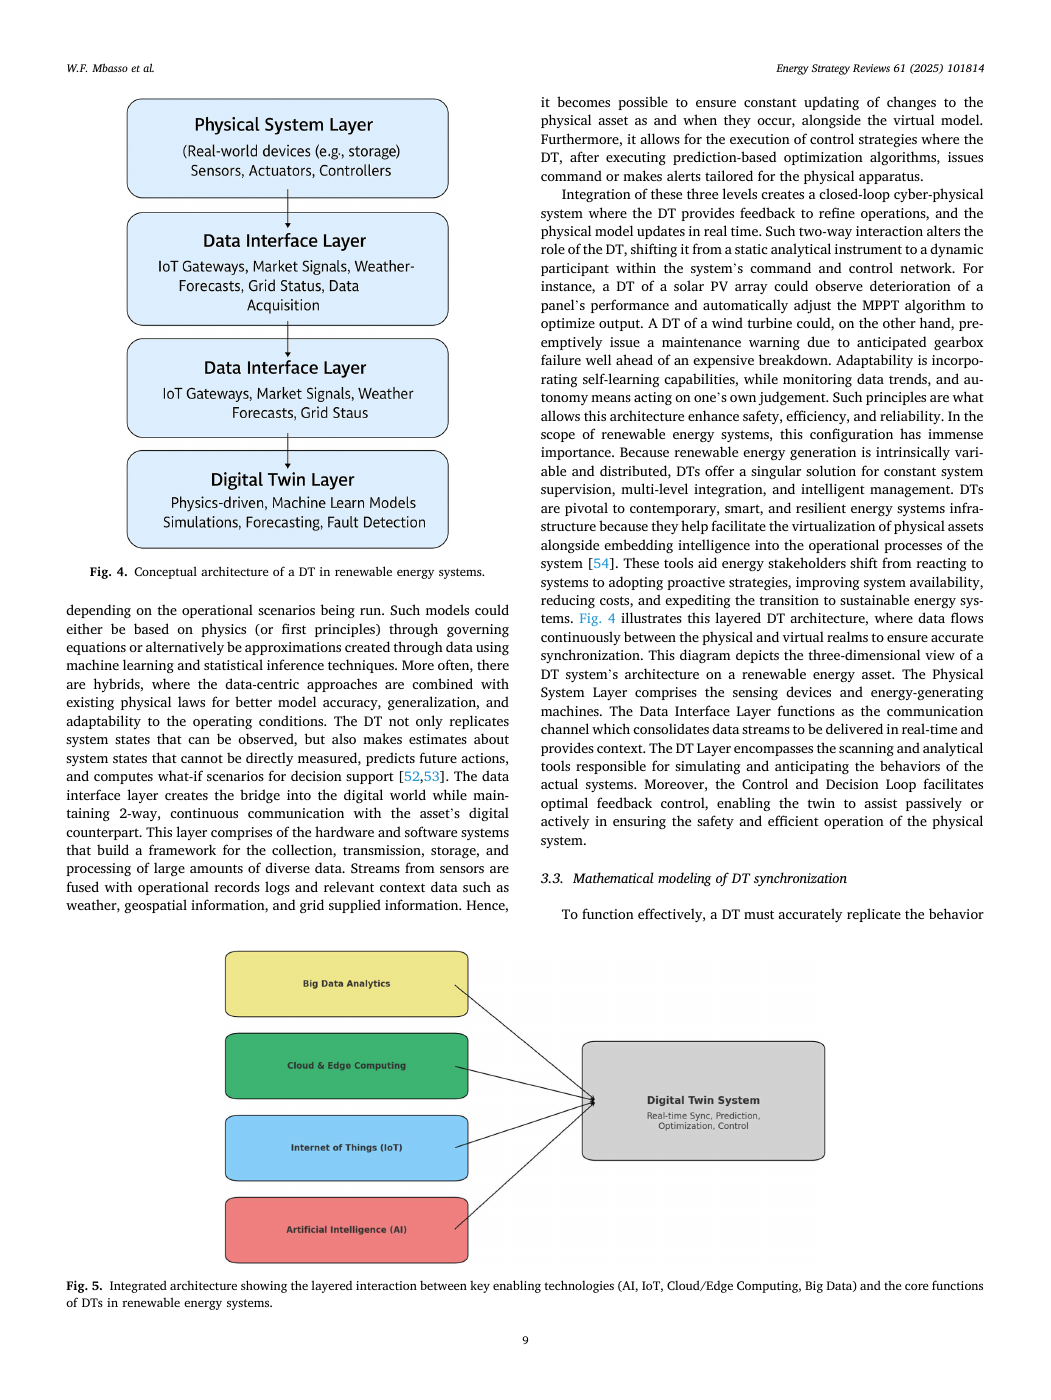 W.F. Mbasso et al.
Energy Strategy Reviews 61 (2025) 101814
Physical System Layer
(Real-world devices (e.g., storage)
Sensors, Actuators, Controllers
Data Interface Layer
IoT Gateways, Market Signals, Weather-
Forecasts, Grid Status, Data
Acquisition
Data Interface Layer
IoT Gateways, Market Signals, Weather
Forecasts, Grid Staus
Digital Twin Layer
Physics-driven, Machine Learn Models
Simulations, Forecasting, Fault Detection
Fig. 4. Conceptual architecture of a DT in renewable energy systems.
depending on the operational scenarios being run. Such models could
either be based on physics (or first principles) through governing
equations or alternatively be approximations created through data using
machine learning and statistical inference techniques. More often, there
are hybrids, where the data-centric approaches are combined with
existing physical laws for better model accuracy, generalization, and
adaptability to the operating conditions. The DT not only replicates
system states that can be observed, but also makes estimates about
system states that cannot be directly measured, predicts future actions,
and computes what-if scenarios for decision support [52,53]. The data
interface layer creates the bridge into the digital world while main-
taining 2-way, continuous communication with the asset's digital
counterpart. This layer comprises of the hardware and software systems
that build a framework for the collection, transmission, storage, and
processing of large amounts of diverse data. Streams from sensors are
fused with operational records logs and relevant context data such as
weather, geospatial information, and grid supplied information. Hence,
it becomes possible to ensure constant updating of changes to the
physical asset as and when they occur, alongside the virtual model.
Furthermore, it allows for the execution of control strategies where the
DT, after executing prediction-based optimization algorithms, issues
command or makes alerts tailored for the physical apparatus.
Integration of these three levels creates a closed-loop cyber-physical
system where the DT provides feedback to refine operations, and the
physical model updates in real time. Such two-way interaction alters the
role of the DT, shifting it from a static analytical instrument to a dynamic
participant within the system's command and control network. For
instance, a DT of a solar PV array could observe deterioration of a
panel's performance and automatically adjust the MPPT algorithm to
optimize output. A DT of a wind turbine could, on the other hand, pre-
emptively issue a maintenance warning due to anticipated gearbox
failure well ahead of an expensive breakdown. Adaptability is incorpo-
rating self-learning capabilities, while monitoring data trends, and au-
tonomy means acting on one's own judgement. Such principles are what
allows this architecture enhance safety, efficiency, and reliability. In the
scope of renewable energy systems, this configuration has immense
importance. Because renewable energy generation is intrinsically vari-
able and distributed, DTs offer a singular solution for constant system
supervision, multi-level integration, and intelligent management. DTs
are pivotal to contemporary, smart, and resilient energy systems infra-
structure because they help facilitate the virtualization of physical assets
alongside embedding intelligence into the operational processes of the
system [54]. These tools aid energy stakeholders shift from reacting to
systems to adopting proactive strategies, improving system availability,
reducing costs, and expediting the transition to sustainable energy sys-
tems. Fig. 4 illustrates this layered DT architecture, where data flows
continuously between the physical and virtual realms to ensure accurate
synchronization. This diagram depicts the three-dimensional view of a
DT system's architecture on a renewable energy asset. The Physical
System Layer comprises the sensing devices and energy-generating
machines. The Data Interface Layer functions as the communication
channel which consolidates data streams to be delivered in real-time and
provides context. The DT Layer encompasses the scanning and analytical
tools responsible for simulating and anticipating the behaviors of the
actual systems. Moreover, the Control and Decision Loop facilitates
optimal feedback control, enabling the twin to assist passively or
actively in ensuring the safety and efficient operation of the physical
system.
3.3. Mathematical modeling of DT synchronization
To function effectively, a DT must accurately replicate the behavior
Big Data Analytics
Cloud & Edge Computing
Internet of Things (IoT)
Artificial Intelligence (AI)
Digital Twin System
Real-time Sync, Prediction,
Optimization, Control
Fig. 5. Integrated architecture showing the layered interaction between key enabling technologies (AI, IoT, Cloud/Edge Computing, Big Data) and the core functions
of DTs in renewable energy systems.
9